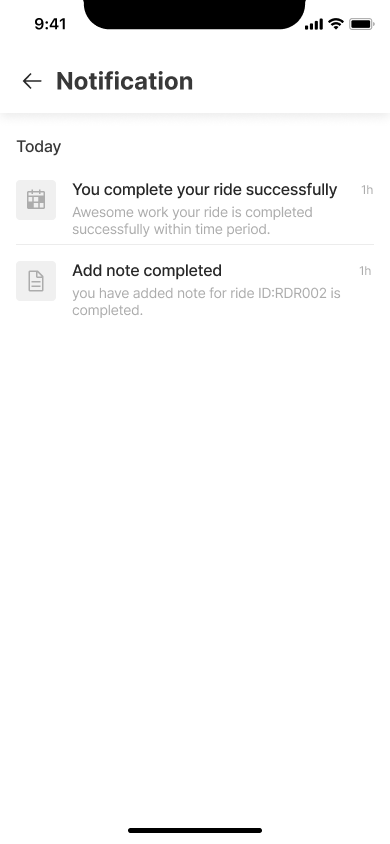 9:41
Notification
Today
You complete your ride successfully 1h
Awesome work your ride is completed
successfully within time period.
Add note completed 1h
you have added note for ride ID:RDR002 is
completed.